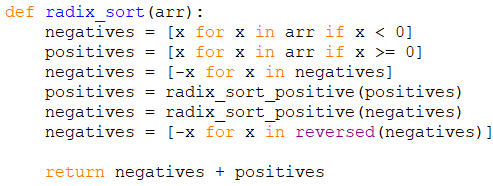 def radix_sort(arr):
    negatives = [x for x in arr if x < 0]
    positives = [x for x in arr if x >= 0]
    negatives = [-x for x in negatives]
    positives = radix_sort_positive(positives)
    negatives = radix_sort_positive(negatives)
    negatives = [-x for x in reversed(negatives)]

    return negatives + positives